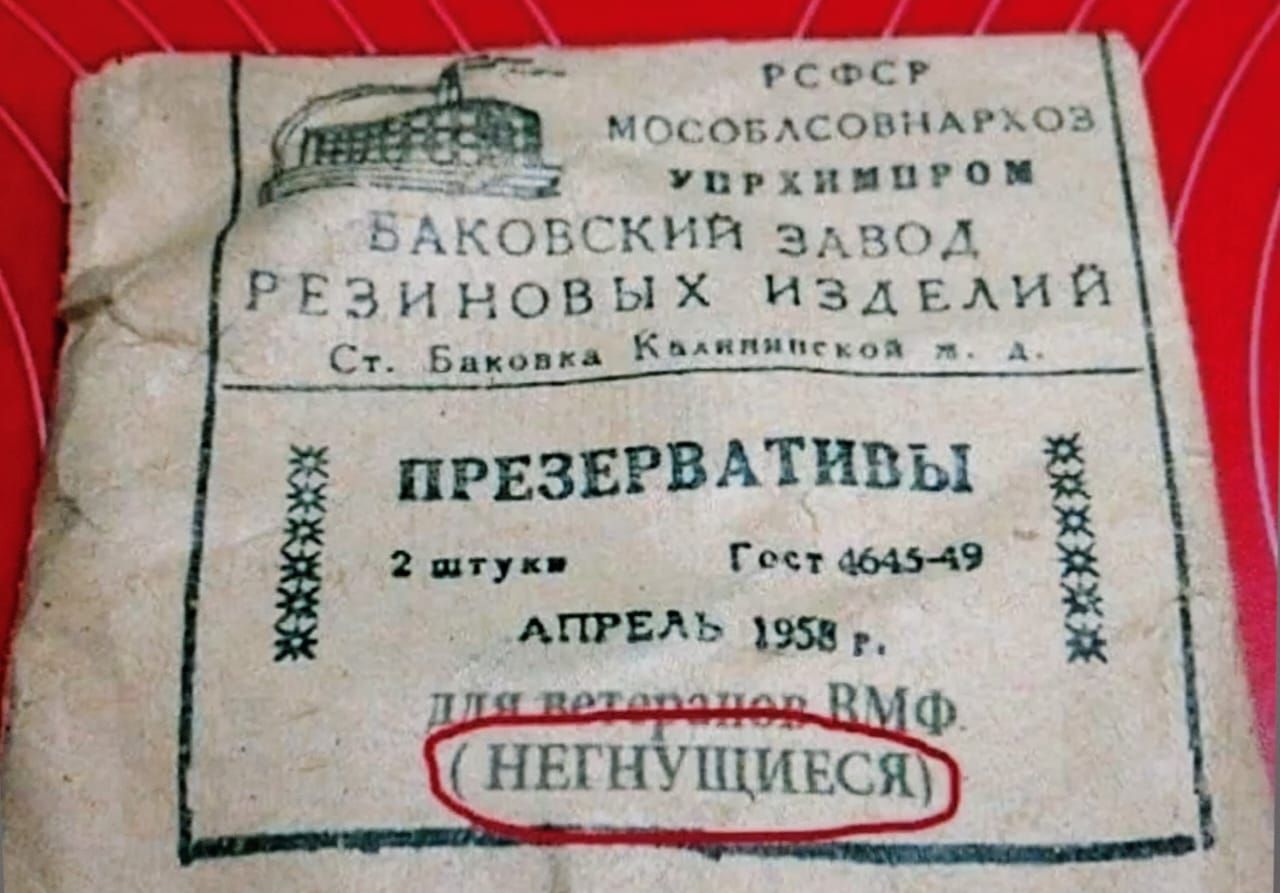 РСФСР
МОСОБЛСОВНАРХОЗ
УПРХИМПРОМ
БАКОВСКИЙ ЗАВОД
РЕЗИНОВЫХ ИЗДЕЛИЙ
Ст. Баковка Калининской ж. д.
ПРЕЗЕРВАТИВЫ
2 штуки Гост 4645-49
АПРЕЛЬ 1958 г.
для ветеранов ВМФ
( НЕГНУЩИЕСЯ)